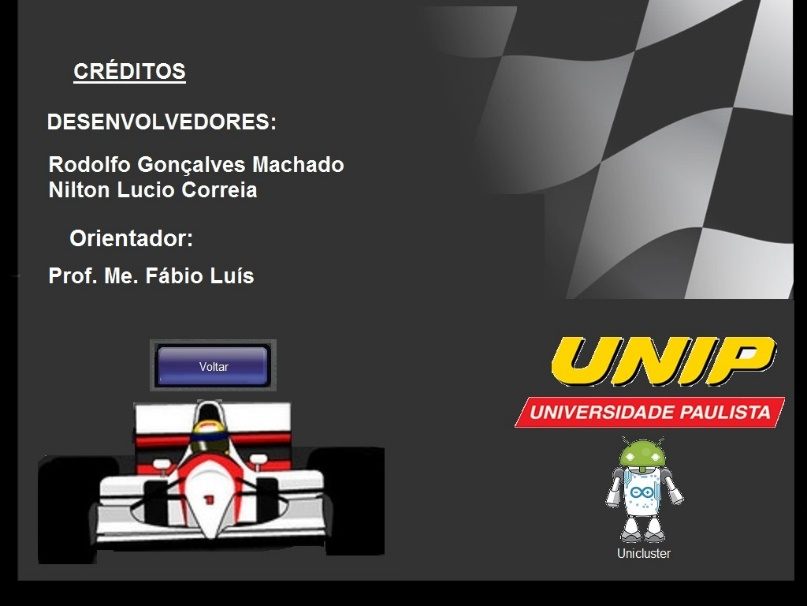 CRÉDITOS
DESENVOLVEDORES:
Rodolfo Gonçalves Machado
Nilton Lucio Correia
Orientador:
Prof. Me. Fábio Luís
Voltar
UNIP
UNIVERSIDADE PAULISTA
Unicluster